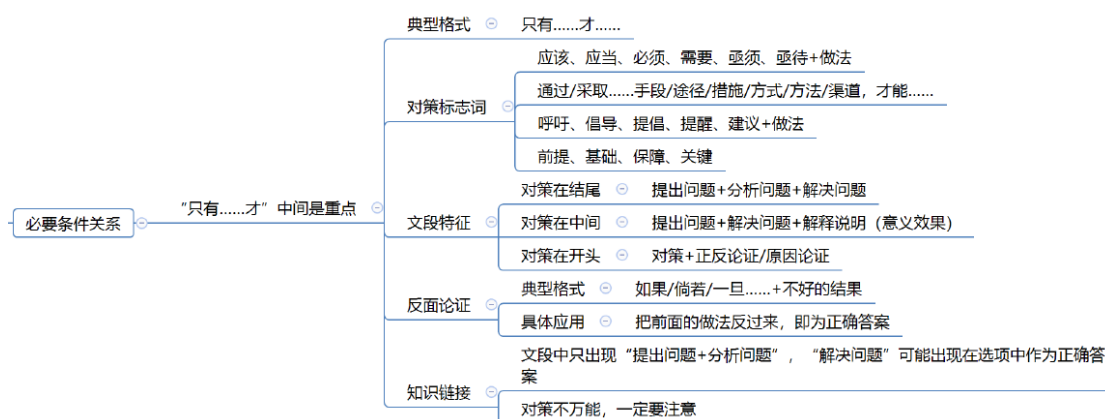 必要条件关系
“只有......才”中间是重点
典型格式
只有......才......
对策标志词
应该、应当、必须、需要、亟须、亟待+做法
通过/采取......手段/途径/措施/方式/方法/渠道，才能......
呼吁、倡导、提倡、提醒、建议+做法
前提、基础、保障、关键
文段特征
对策在结尾
提出问题+分析问题+解决问题
对策在中间
提出问题+解决问题+解释说明（意义效果）
对策在开头
对策+正反论证/原因论证
反面论证
典型格式
如果/倘若/一旦......+不好的结果
具体应用
把前面的做法反过来，即为正确答案
知识链接
文段中只出现“提出问题+分析问题”，“解决问题”可能出现在选项中作为正确答
案
对策不万能，一定要注意